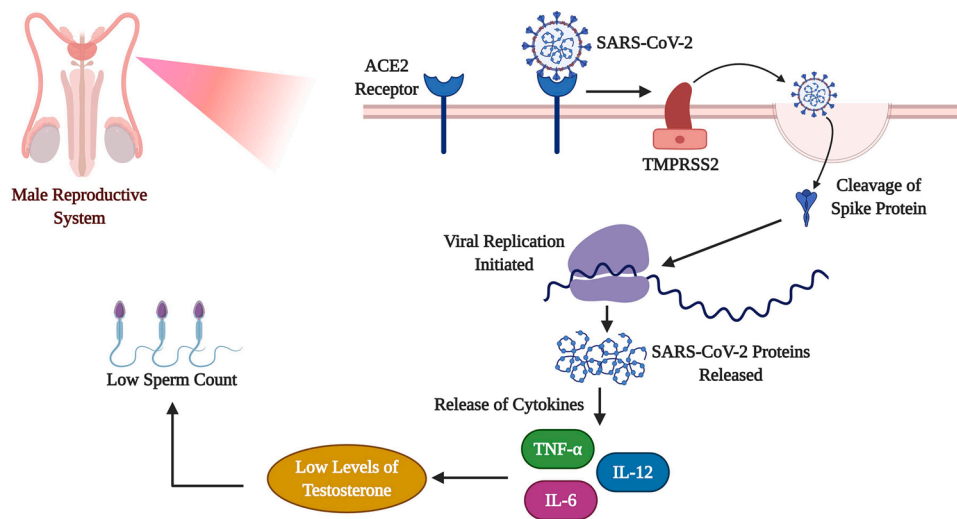 SARS-CoV-2
ACE2
Receptor
TMPRSS2
Male Reproductive
System
Cleavage of
Spike Protein
Viral Replication
Initiated
SARS-CoV-2 Proteins
Released
Low Sperm Count
Release of Cytokines
TNF-α
IL-12
IL-6
Low Levels of
Testosterone